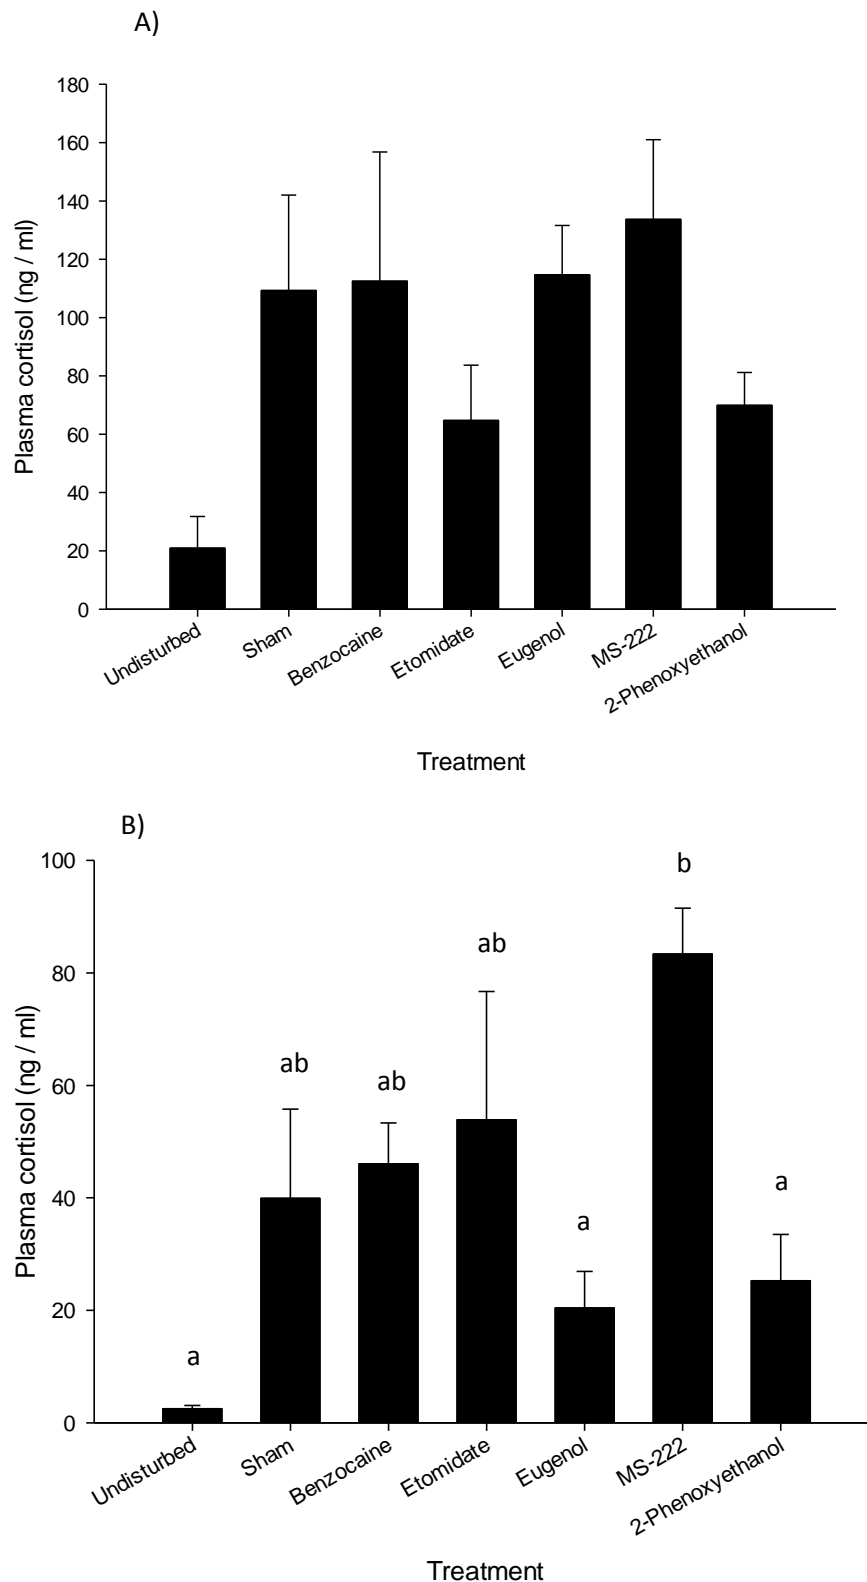 A)
180
160
140
120
100
80
60
40
20
0
Plasma cortisol (ng / ml)
Undisturbed
Sham
Benzocaine
Etomidate
Eugenol
MS-222
2-Phenoxyethanol
Treatment
B)
100
80
60
40
20
0
Plasma cortisol (ng / ml)
a
ab
ab
ab
a
b
a
Undisturbed
Sham
Benzocaine
Etomidate
Eugenol
MS-222
2-Phenoxyethanol
Treatment